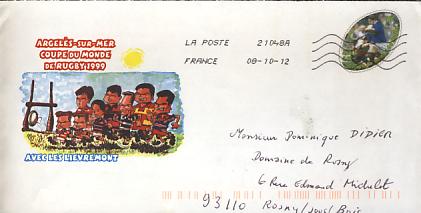 ARGELÈS-SUR-MER
COUPE DU MONDE
DE RUGBY 1999
AVEC LES LIEVREMONT
LA POSTE 21048A
FRANCE 08-10-12
Monsieur Dominique DIDIER
Domaine de Rosny
6 Rue Edmond Michelet
93110 ROSNY/SOUS/Bois